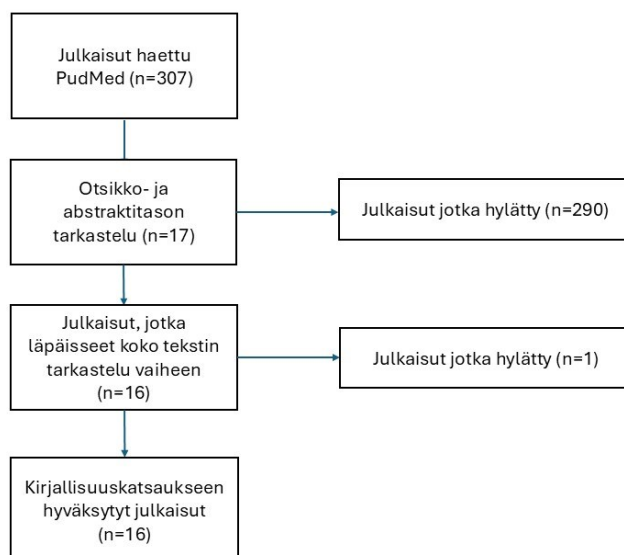 Julkaisut haettu
PudMed (n=307)
Otsikko- ja
abstraktitason
tarkastelu (n=17)
Julkaisut jotka hylätty (n=290)
Julkaisut, jotka
läpäisseet koko tekstin
tarkastelu vaiheen
(n=16)
Julkaisut jotka hylätty (n=1)
Kirjallisuuskatsaukseen
hyväksytyt julkaisut
(n=16)